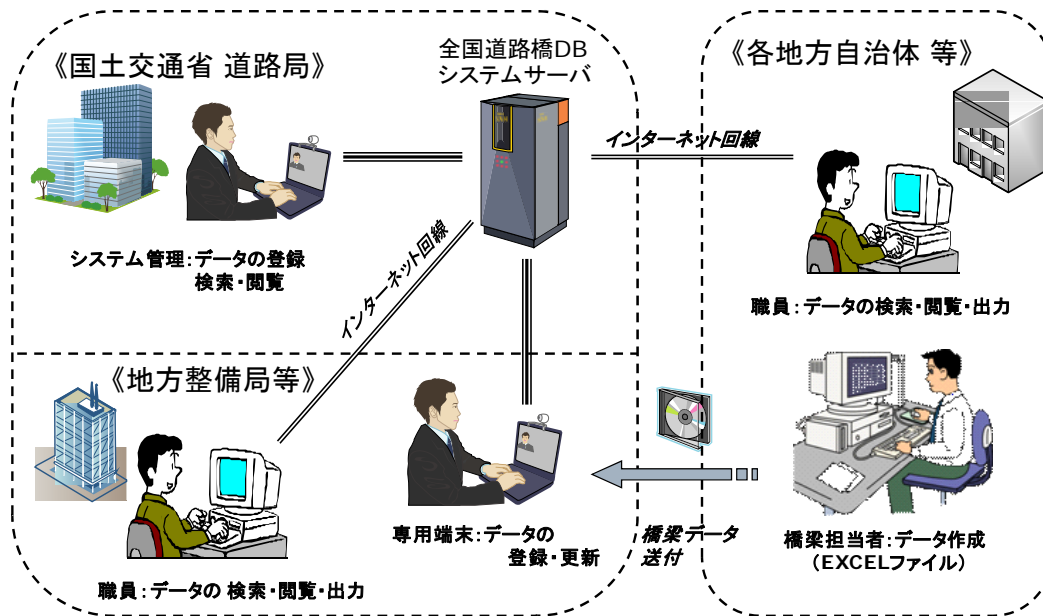 《国土交通省 道路局》
全国道路橋DB
システムサーバ
《各地方自治体 等》
インターネット回線
システム管理：データの登録
検索・閲覧
インターネット回線
職員：データの検索・閲覧・出力
《地方整備局等》
専用端末：データの
登録・更新
橋梁データ
送付
橋梁担当者：データ作成
（EXCELファイル）
職員：データの 検索・閲覧・出力